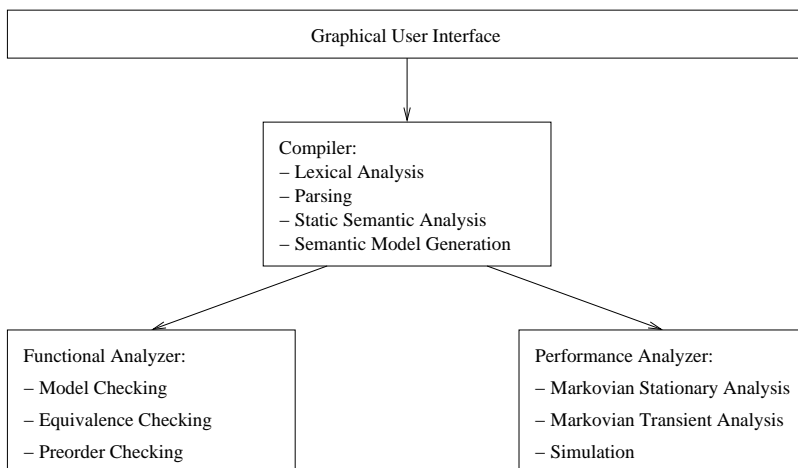 Graphical User Interface
Compiler:
– Lexical Analysis
– Parsing
– Static Semantic Analysis
– Semantic Model Generation
Functional Analyzer:
– Model Checking
– Equivalence Checking
– Preorder Checking
Performance Analyzer:
– Markovian Stationary Analysis
– Markovian Transient Analysis
– Simulation